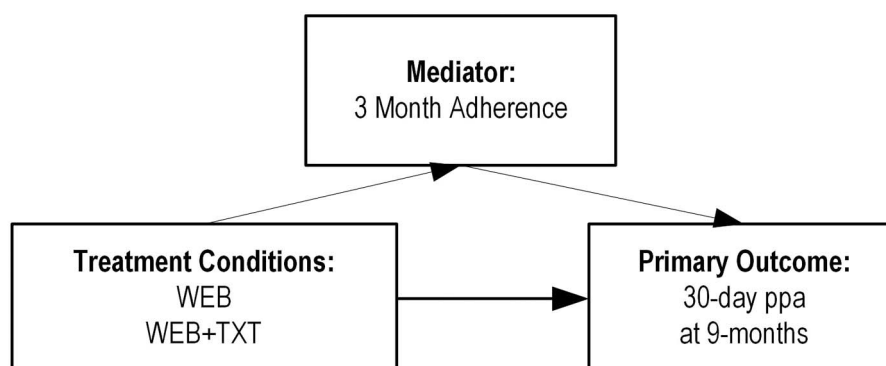 Mediator:
3 Month Adherence
Treatment Conditions:
WEB
WEB+TXT
Primary Outcome:
30-day ppa
at 9-months